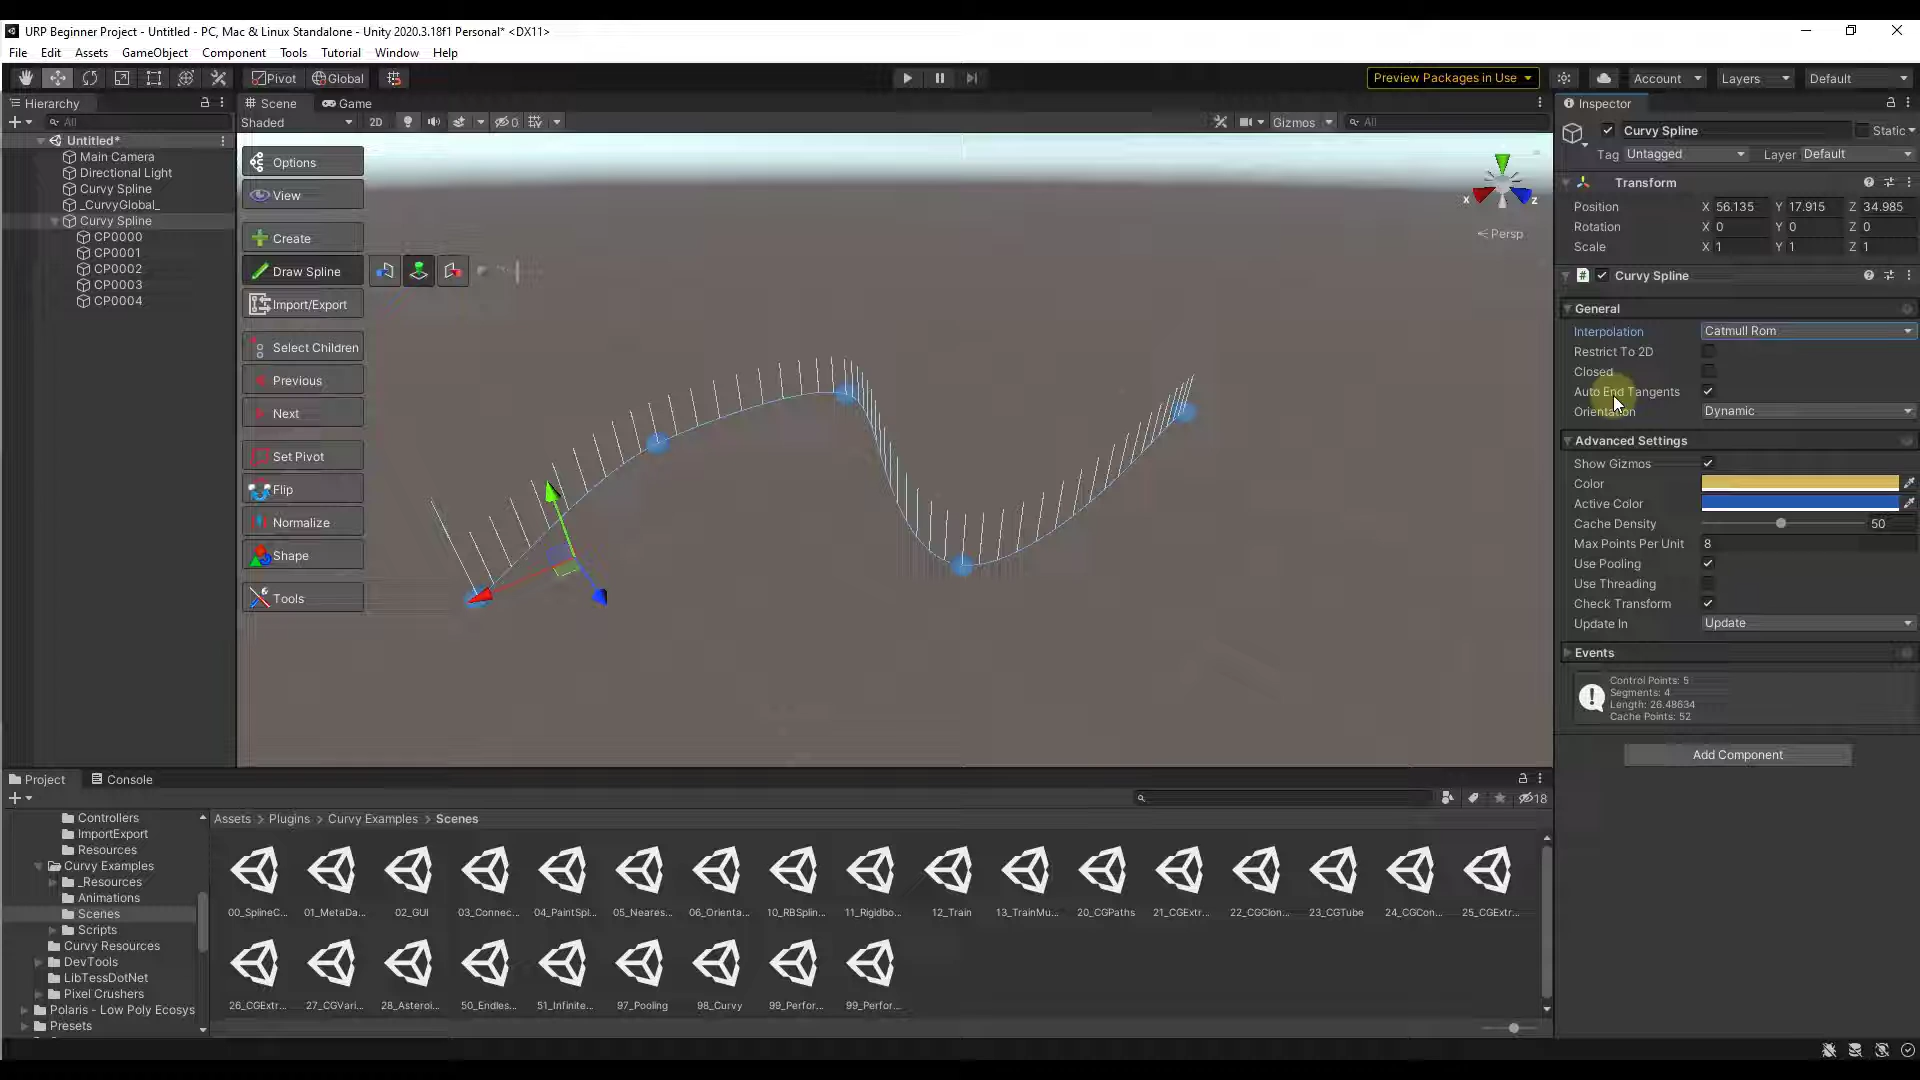 URP Beginner Project - Untitled - PC, Mac & Linux Standalone - Unity 2020.3.18f1 Personal* <DX11>
File Edit Assets GameObject Component Tools Tutorial Window Help
Pivot Global Preview Packages in Use Account Layers Default
Hierarchy
All
Untitled*
Main Camera
Directional Light
Curvy Spline
_CurvyGlobal_
Curvy Spline
CP0000
CP0001
CP0002
CP0003
CP0004
Scene Game
Shaded 2D 0 Gizmos All
Options
View
Create
Draw Spline
Import/Export
Select Children
Previous
Next
Set Pivot
Flip
Normalize
Shape
Tools
x z
Persp
Inspector
Curvy Spline Static
Tag Untagged Layer Default
Transform
Position X 56.135 Y 17.915 Z 34.985
Rotation X 0 Y 0 Z 0
Scale X 1 Y 1 Z 1
# Curvy Spline
General
Interpolation Catmull Rom
Restrict To 2D
Closed
Auto End Tangents
Orientation Dynamic
Advanced Settings
Show Gizmos
Color
Active Color
Cache Density 50
Max Points Per Unit 8
Use Pooling
Use Threading
Check Transform
Update In Update
Events
Control Points: 5
Segments: 4
Length: 26.48634
Cache Points: 52
Add Component
Project Console
18
Controllers
ImportExport
Resources
Curvy Examples
_Resources
Animations
Scenes
Scripts
Curvy Resources
DevTools
LibTessDotNet
Pixel Crushers
Polaris - Low Poly Ecosys
Presets
Assets > Plugins > Curvy Examples > Scenes
00_SplineC... 01_MetaDa... 02_GUI 03_Connec... 04_PaintSpl... 05_Neares... 06_Orienta... 10_RBSplin... 11_Rigidbo... 12_Train 13_TrainMu... 20_CGPaths 21_CGExtr... 22_CGClon... 23_CGTube 24_CGCon... 25_CGExtr...
26_CGExtr... 27_CGVari... 28_Asteroi... 50_Endles... 51_Infinite... 97_Pooling 98_Curvy 99_Perfor... 99_Perfor...